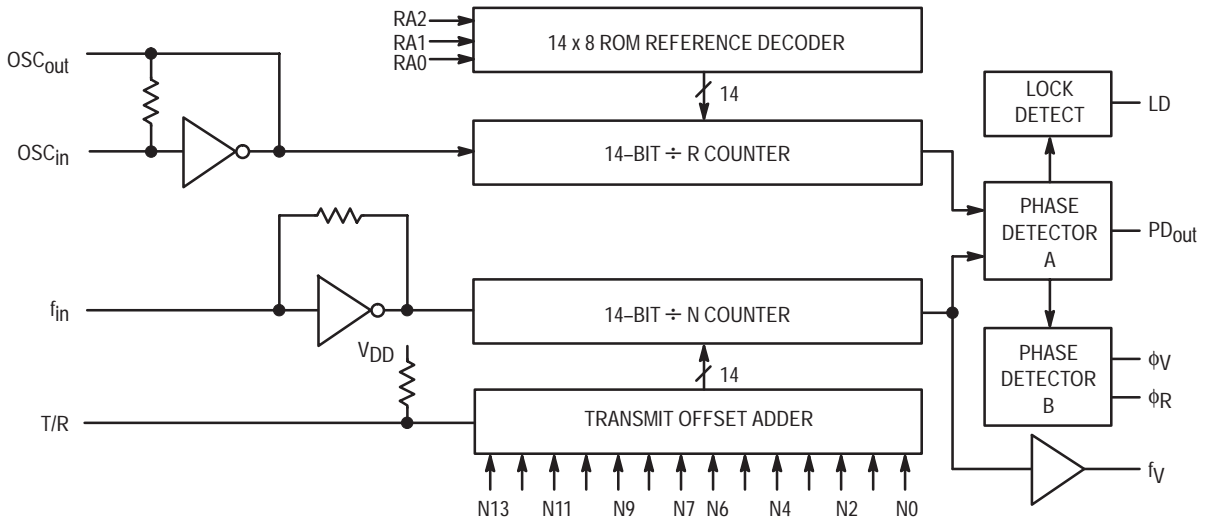 RA2
RA1
RA0
14 x 8 ROM REFERENCE DECODER
OSCout
14
LOCK
DETECT
LD
OSCin
14–BIT ÷ R COUNTER
PHASE
DETECTOR
A
PDout
fin
14–BIT ÷ N COUNTER
VDD
14
PHASE
DETECTOR
B
ϕV
ϕR
T/R
TRANSMIT OFFSET ADDER
fV
N13 N11 N9 N7 N6 N4 N2 N0